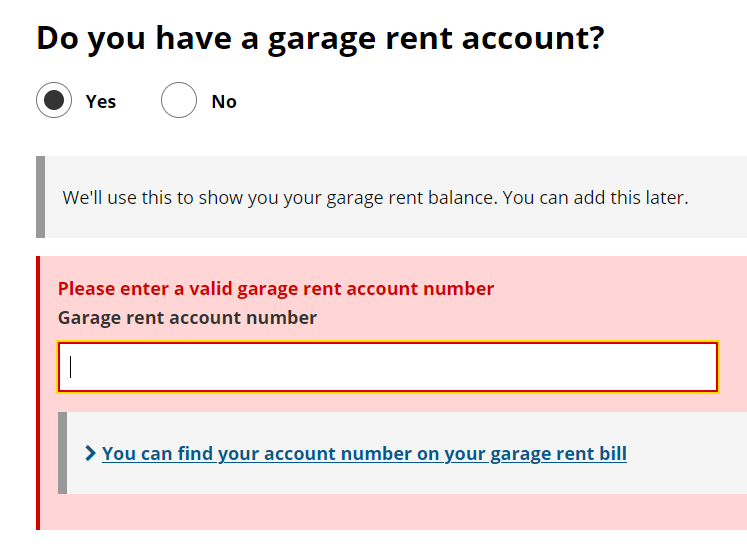 Do you have a garage rent account?
Yes No
We'll use this to show you your garage rent balance. You can add this later.
Please enter a valid garage rent account number
Garage rent account number
You can find your account number on your garage rent bill